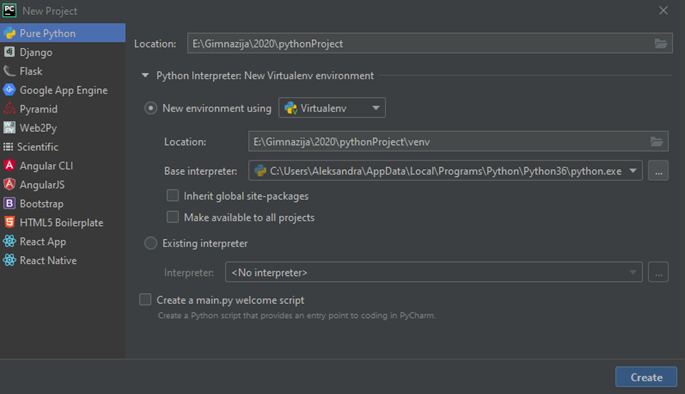 New Project
Pure Python
Django
Flask
Google App Engine
Pyramid
Web2Py
Scientific
Angular CLI
AngularJS
Bootstrap
HTML5 Boilerplate
React App
React Native
Location: E:\Gimnazija\2020\pythonProject
Python Interpreter: New Virtualenv environment
New environment using Virtualenv
Location: E:\Gimnazija\2020\pythonProject\venv
Base interpreter: C:\Users\Aleksandra\AppData\Local\Programs\Python\Python36\python.exe ...
Inherit global site-packages
Make available to all projects
Existing interpreter
Interpreter: <No interpreter> ...
Create a main.py welcome script
Create a Python script that provides an entry point to coding in PyCharm.
Create